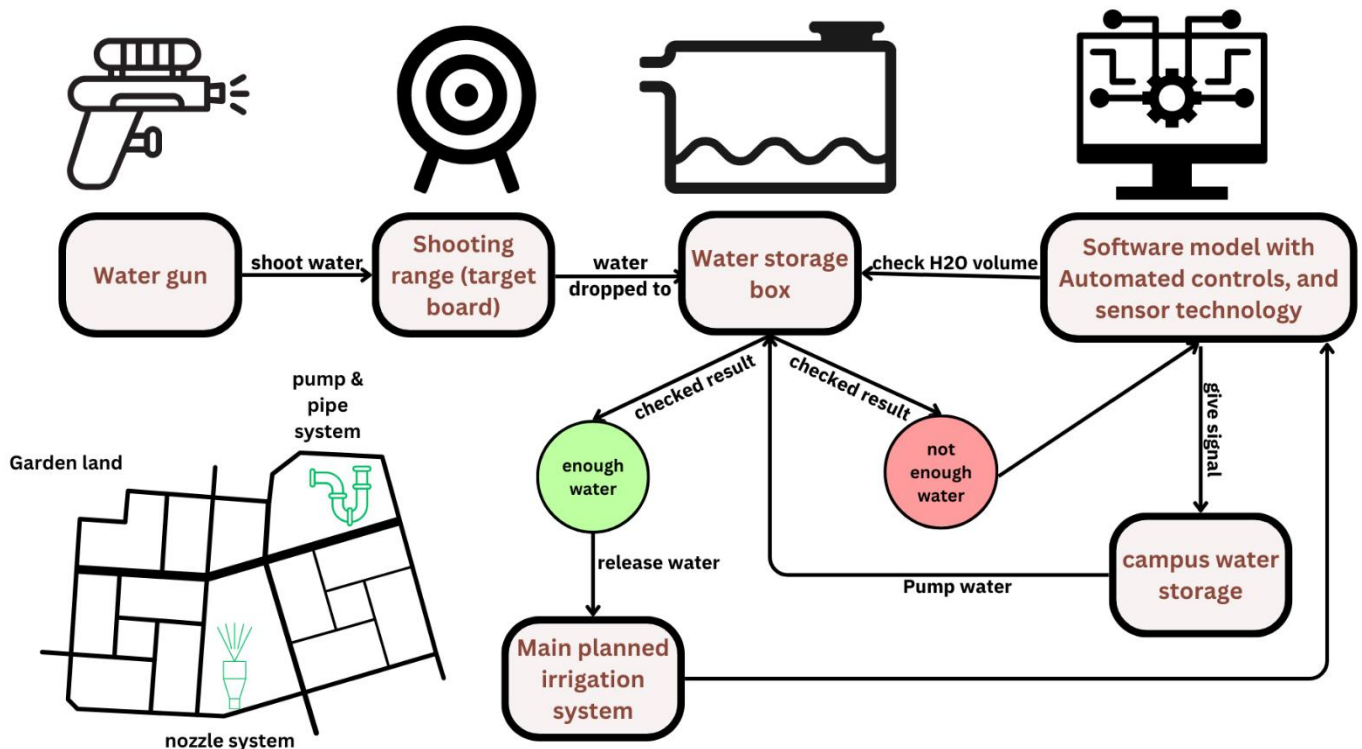 Water gun
shoot water
Shooting
range (target
board)
water
dropped to
Water storage
box
check H2O volume
Software model with
Automated controls, and
sensor technology
checked result
checked result
give signal
enough
water
not
enough
water
release water
Pump water
campus water
storage
Main planned
irrigation
system
pump &
pipe
system
Garden land
nozzle system